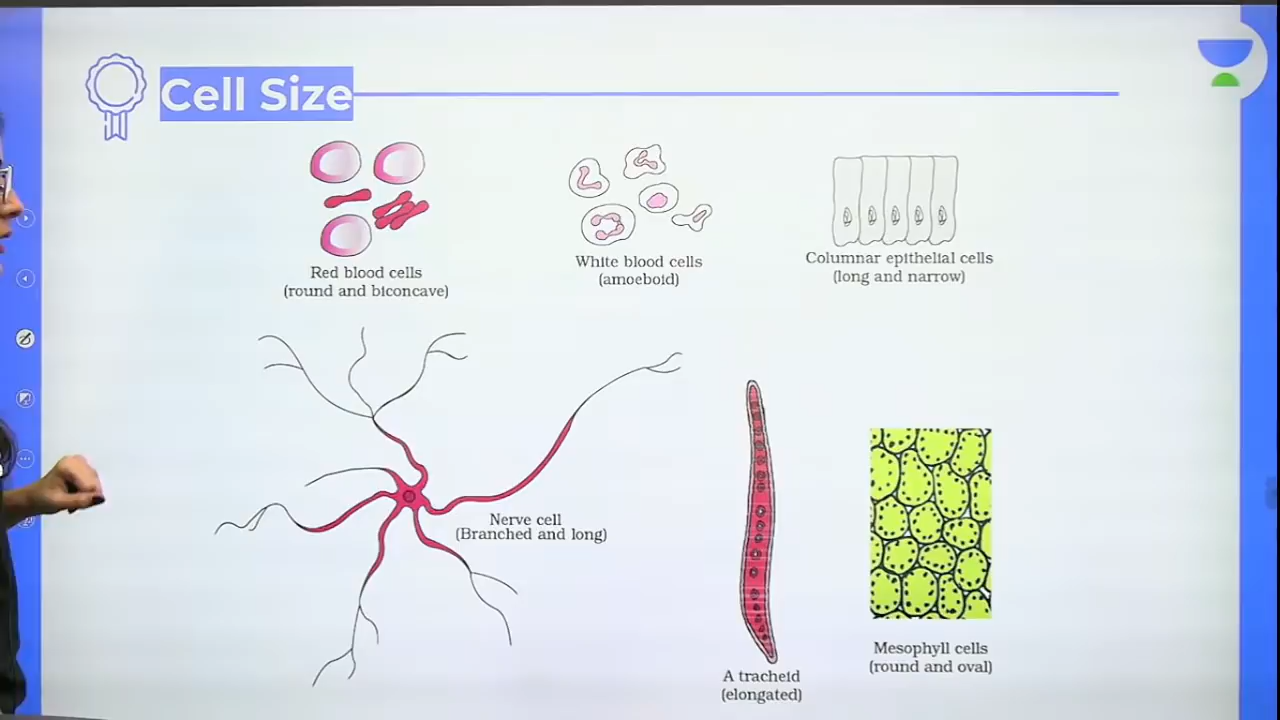 Cell Size
Red blood cells
(round and biconcave)
White blood cells
(amoeboid)
Columnar epithelial cells
(long and narrow)
Nerve cell
(Branched and long)
A tracheid
(elongated)
Mesophyll cells
(round and oval)